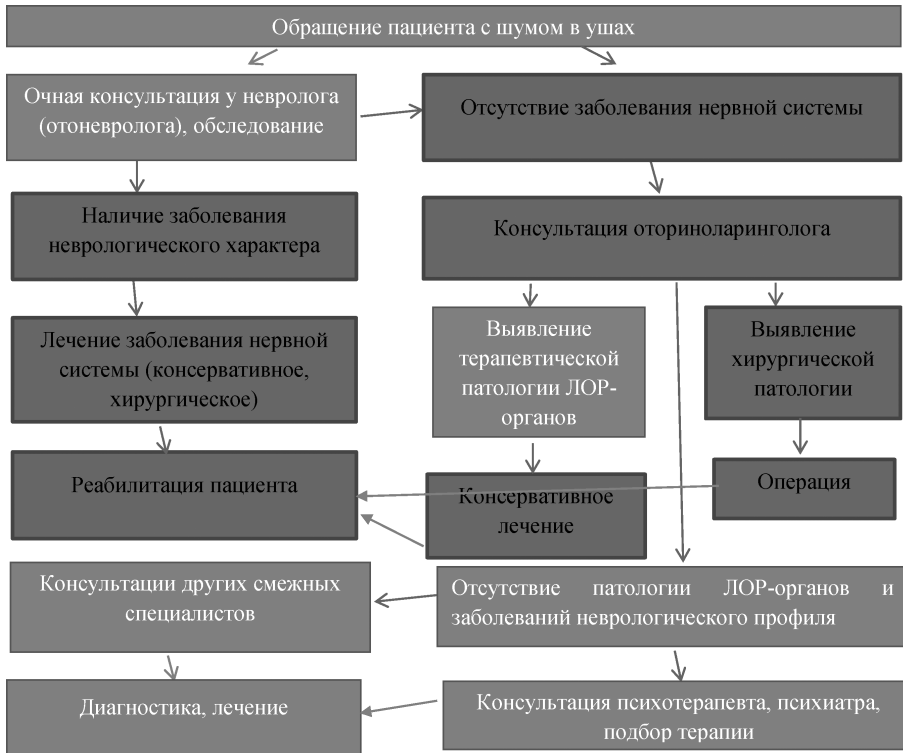 Обращение пациента с шумом в ушах
Очная консультация у невролога
(отоневролога), обследование
Отсутствие заболевания нервной системы
Наличие заболевания
неврологического характера
Консультация оториноларинголога
Лечение заболевания нервной
системы (консервативное,
хирургическое)
Выявление
терапевтической
патологии ЛОР-
органов
Выявление
хирургической
патологии
Реабилитация пациента
Консервативное
лечение
Операция
Консультации других смежных
специалистов
Отсутствие патологии ЛОР-органов и
заболеваний неврологического профиля
Диагностика, лечение
Консультация психотерапевта, психиатра,
подбор терапии